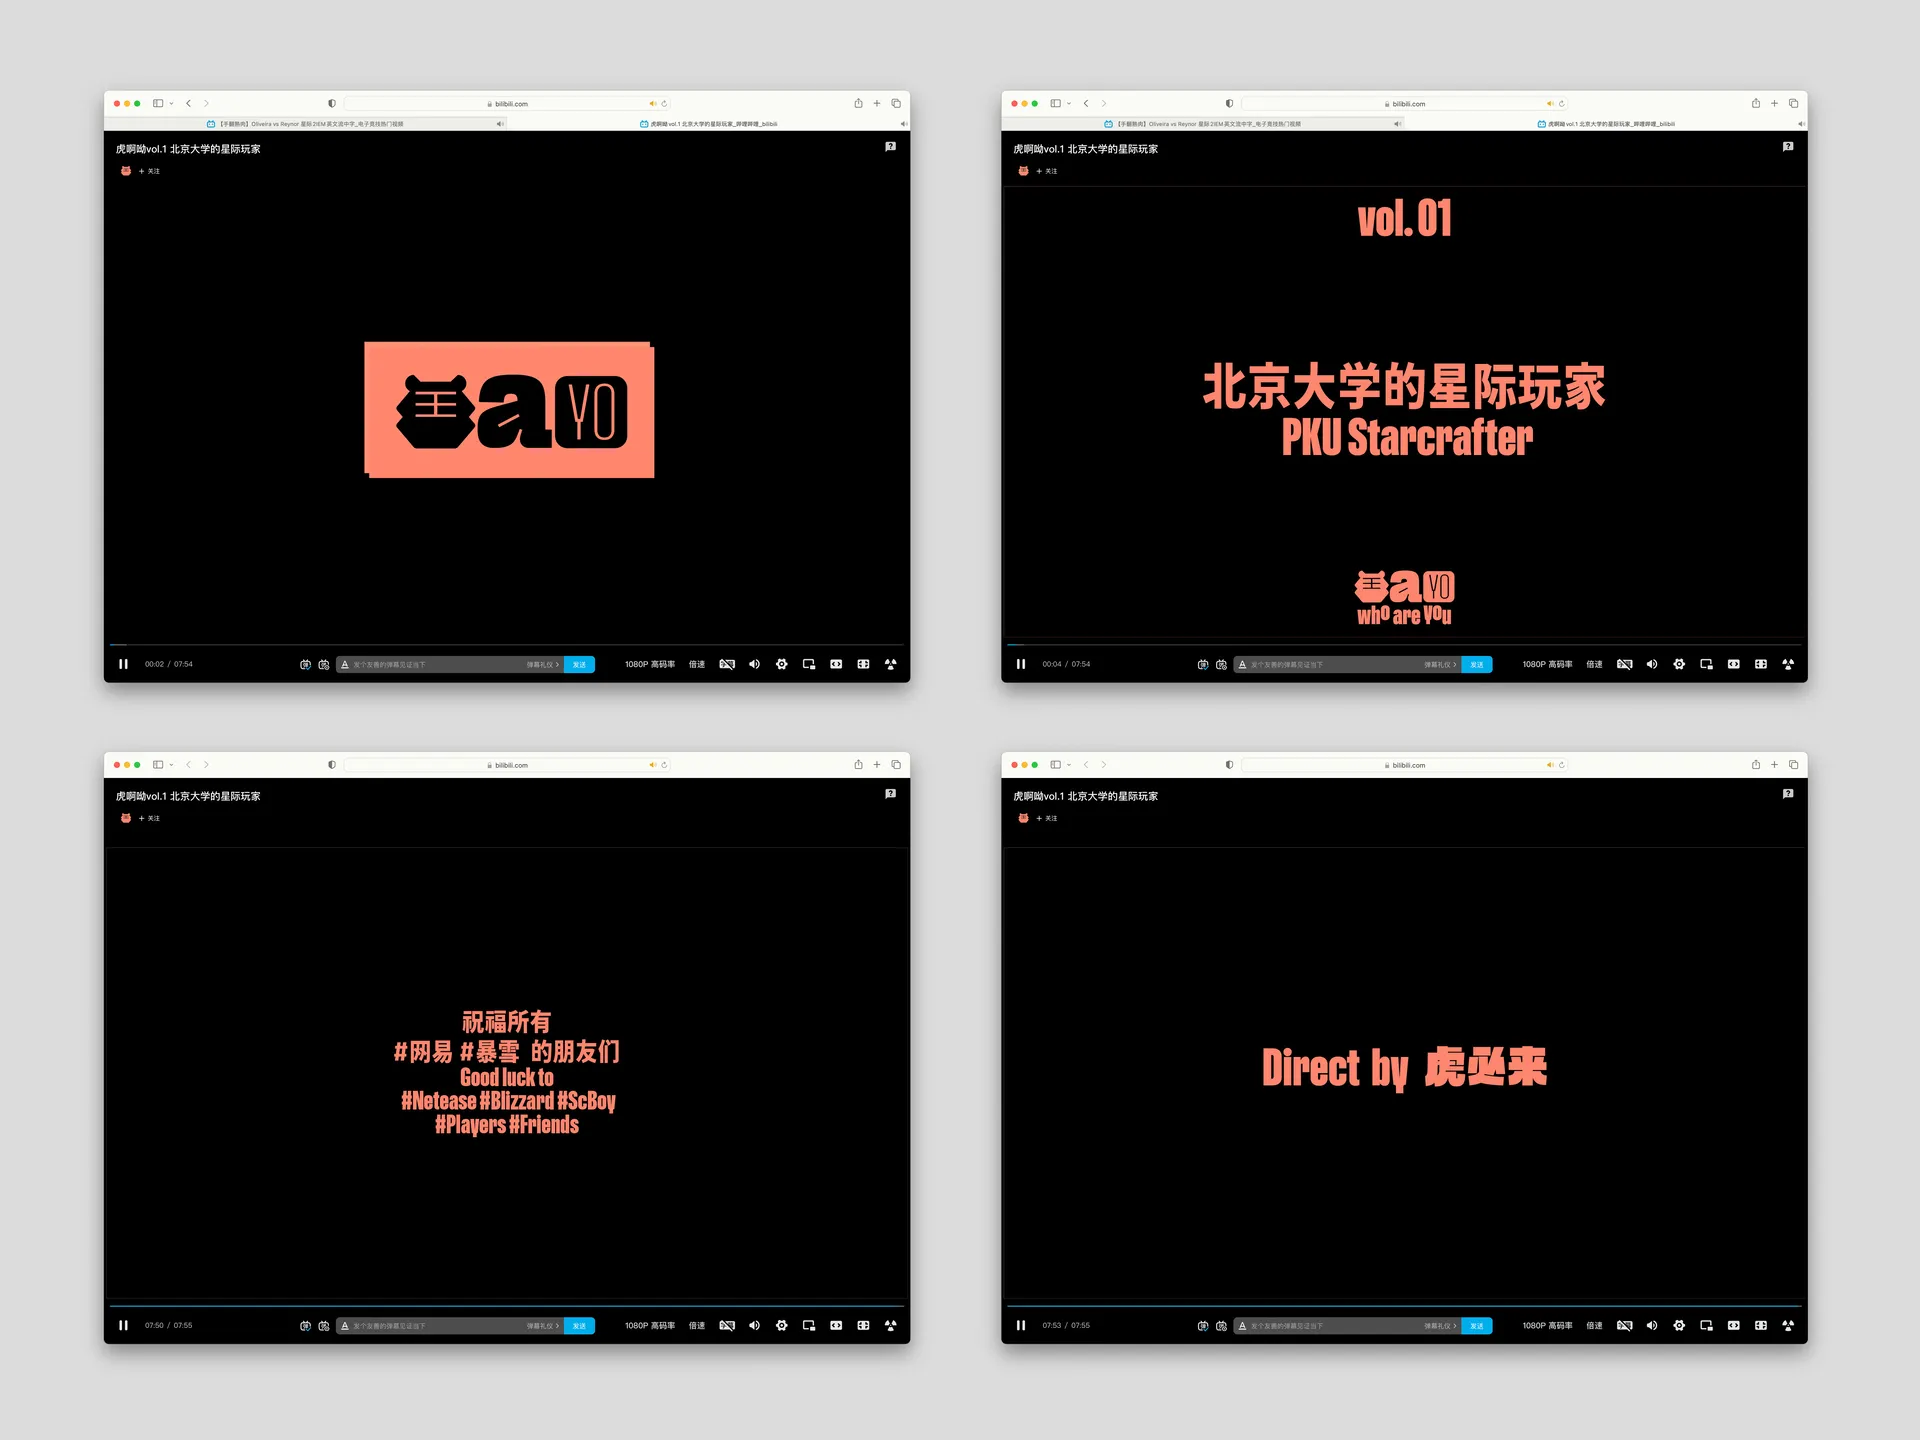 bilibili.com
【手翻熟肉】Oliveira vs Reynor 星际2IEM英文流中字_电子竞技热门视频
虎啊呦vol.1 北京大学的星际玩家_哔哩哔哩_bilibili
虎啊呦vol.1 北京大学的星际玩家
+ 关注
王 a YO
00:02 / 07:54
发个友善的弹幕见证当下
弹幕礼仪
发送
1080P 高码率
倍速
bilibili.com
【手翻熟肉】Oliveira vs Reynor 星际2IEM英文流中字_电子竞技热门视频
虎啊呦vol.1 北京大学的星际玩家_哔哩哔哩_bilibili
虎啊呦vol.1 北京大学的星际玩家
+ 关注
vol. 01
北京大学的星际玩家
PKU Starcrafter
王 a YO
who are you
00:04 / 07:54
发个友善的弹幕见证当下
弹幕礼仪
发送
1080P 高码率
倍速
bilibili.com
虎啊呦vol.1 北京大学的星际玩家
+ 关注
祝福所有
#网易 #暴雪 的朋友们
Good luck to
#Netease #Blizzard #ScBoy
#Players #Friends
07:50 / 07:55
发个友善的弹幕见证当下
弹幕礼仪
发送
1080P 高码率
倍速
bilibili.com
虎啊呦vol.1 北京大学的星际玩家
+ 关注
Direct by 虎必来
07:53 / 07:55
发个友善的弹幕见证当下
弹幕礼仪
发送
1080P 高码率
倍速